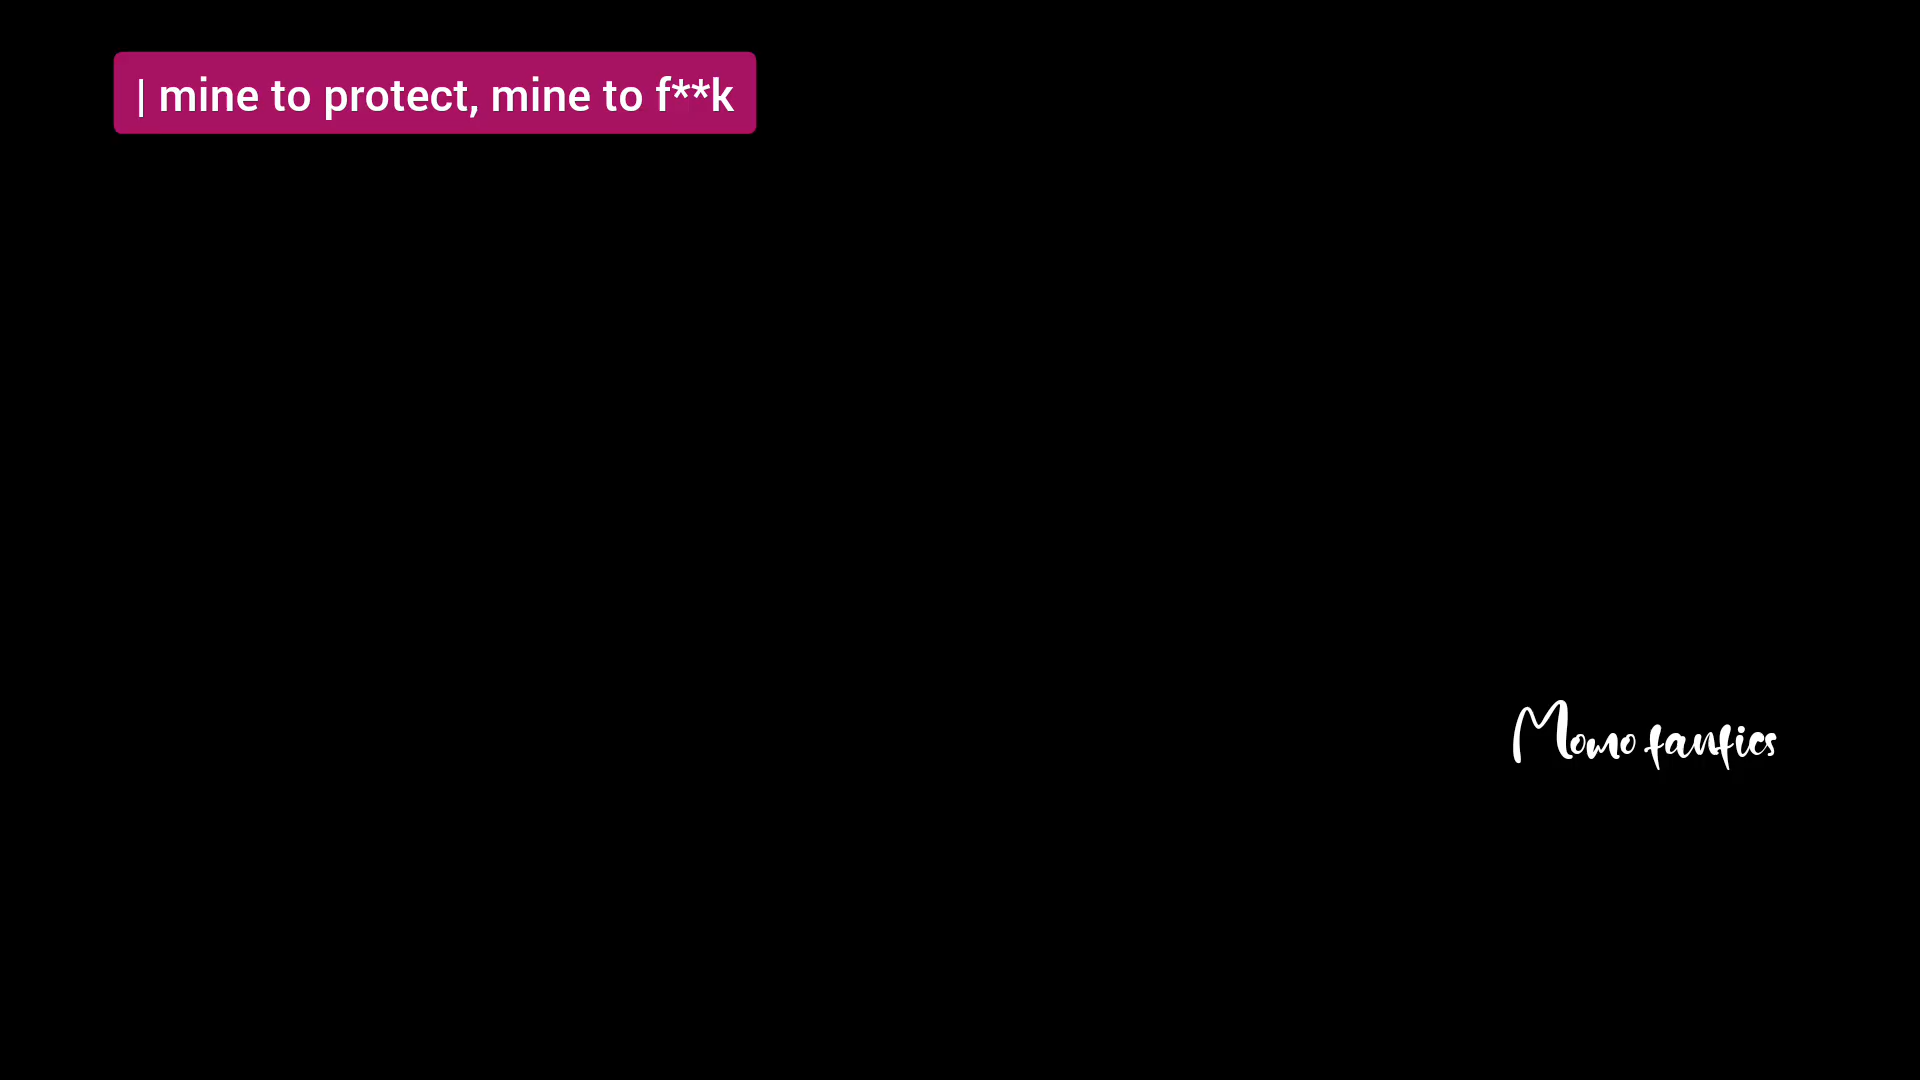 | mine to protect, mine to f**k
Momo fanfics